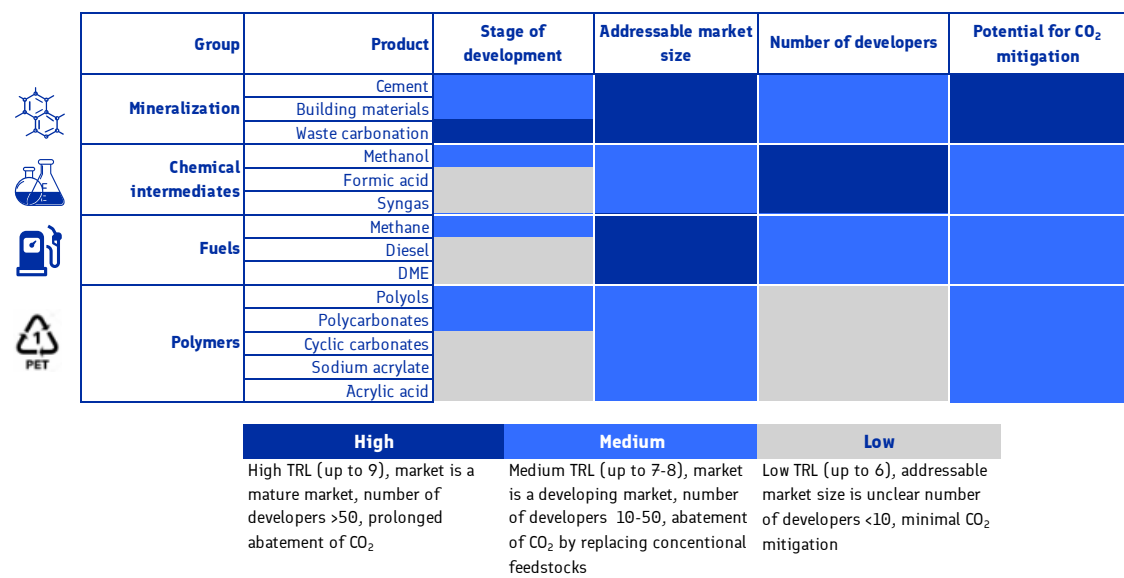 Group
Product
Stage of
development
Addressable market
size
Number of developers
Potential for CO₂
mitigation
Mineralization
Cement
Building materials
Waste carbonation
Chemical
intermediates
Methanol
Formic acid
Syngas
Fuels
Methane
Diesel
DME
Polymers
Polyols
Polycarbonates
Cyclic carbonates
Sodium acrylate
Acrylic acid
1
PET
High
High TRL (up to 9), market is a
mature market, number of
developers >50, prolonged
abatement of CO₂
Medium
Medium TRL (up to 7-8), market
is a developing market, number
of developers 10-50, abatement
of CO₂ by replacing concentional
feedstocks
Low
Low TRL (up to 6), addressable
market size is unclear number
of developers <10, minimal CO₂
mitigation